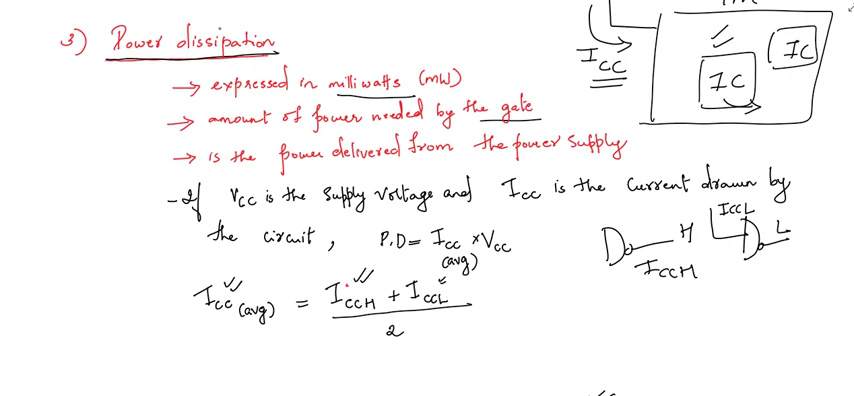 3) Power dissipation
→ expressed in milliwatts (mW)
→ amount of power needed by the gate
→ is the power delivered from the power supply
- If VCC is the supply voltage and ICC is the current drawn by
the circuit, P.D = ICC (avg) × VCC
ICC (avg) = ICCH + ICCL
2
ICC
IC
IC
H
ICCH
ICCL
L